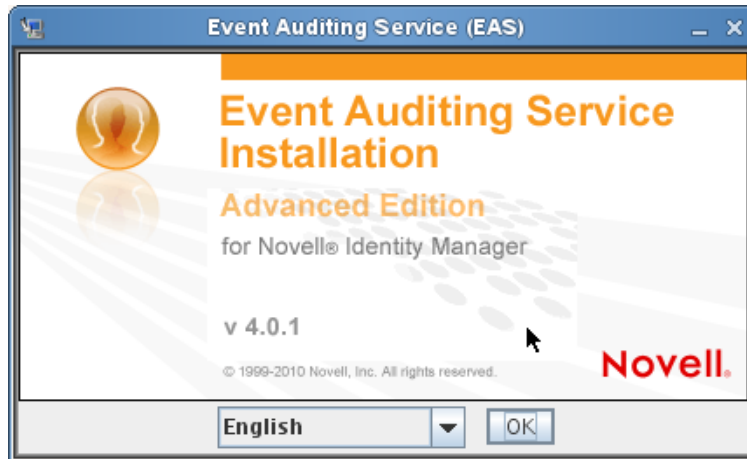 Event Auditing Service (EAS)
Event Auditing Service
Installation
Advanced Edition
for Novell® Identity Manager
v 4.0.1
© 1999-2010 Novell, Inc. All rights reserved.
Novell.
English
OK